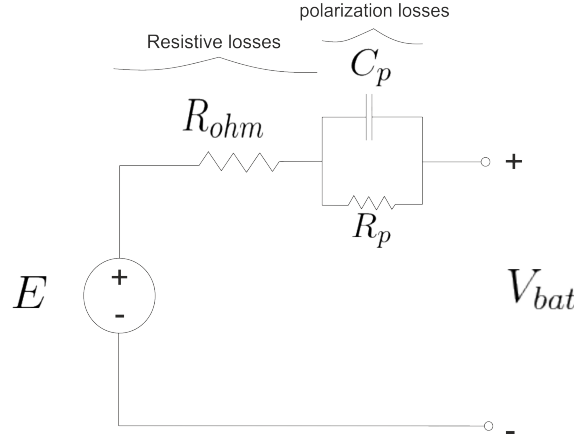 polarization losses
Resistive losses
C_p
R_ohm
+
R_p
+
E
-
V_bat
-